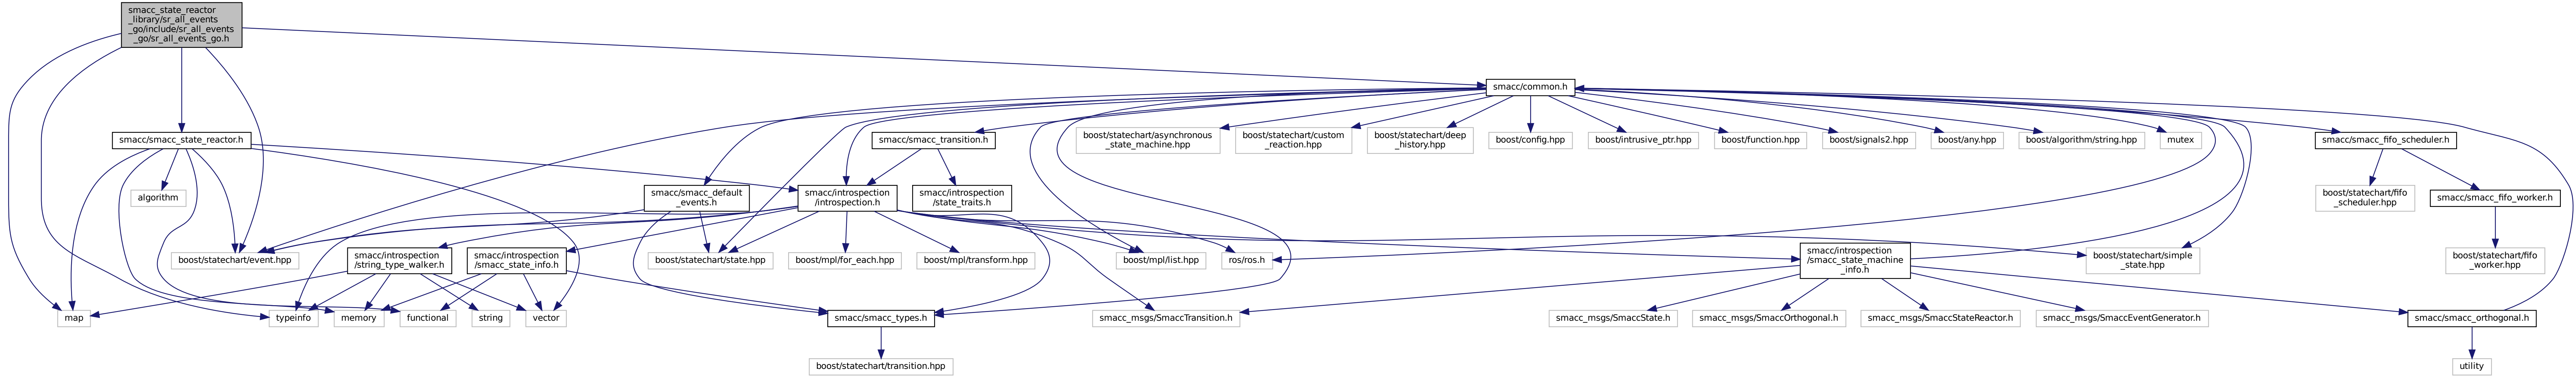 smacc_state_reactor
_library/sr_all_events
_go/include/sr_all_events
_go/sr_all_events_go.h
smacc/common.h
smacc/smacc_state_reactor.h
smacc/smacc_transition.h
boost/statechart/asynchronous
_state_machine.hpp
boost/statechart/custom
_reaction.hpp
boost/statechart/deep
_history.hpp
boost/config.hpp
boost/intrusive_ptr.hpp
boost/function.hpp
boost/signals2.hpp
boost/any.hpp
boost/algorithm/string.hpp
mutex
smacc/smacc_fifo_scheduler.h
algorithm
smacc/smacc_default
_events.h
smacc/introspection
/introspection.h
smacc/introspection
/state_traits.h
boost/statechart/fifo
_scheduler.hpp
smacc/smacc_fifo_worker.h
boost/statechart/event.hpp
smacc/introspection
/string_type_walker.h
smacc/introspection
/smacc_state_info.h
boost/statechart/state.hpp
boost/mpl/for_each.hpp
boost/mpl/transform.hpp
boost/mpl/list.hpp
ros/ros.h
smacc/introspection
/smacc_state_machine
_info.h
boost/statechart/simple
_state.hpp
boost/statechart/fifo
_worker.hpp
map
typeinfo
memory
functional
string
vector
smacc/smacc_types.h
smacc_msgs/SmaccTransition.h
smacc_msgs/SmaccState.h
smacc_msgs/SmaccOrthogonal.h
smacc_msgs/SmaccStateReactor.h
smacc_msgs/SmaccEventGenerator.h
smacc/smacc_orthogonal.h
boost/statechart/transition.hpp
utility